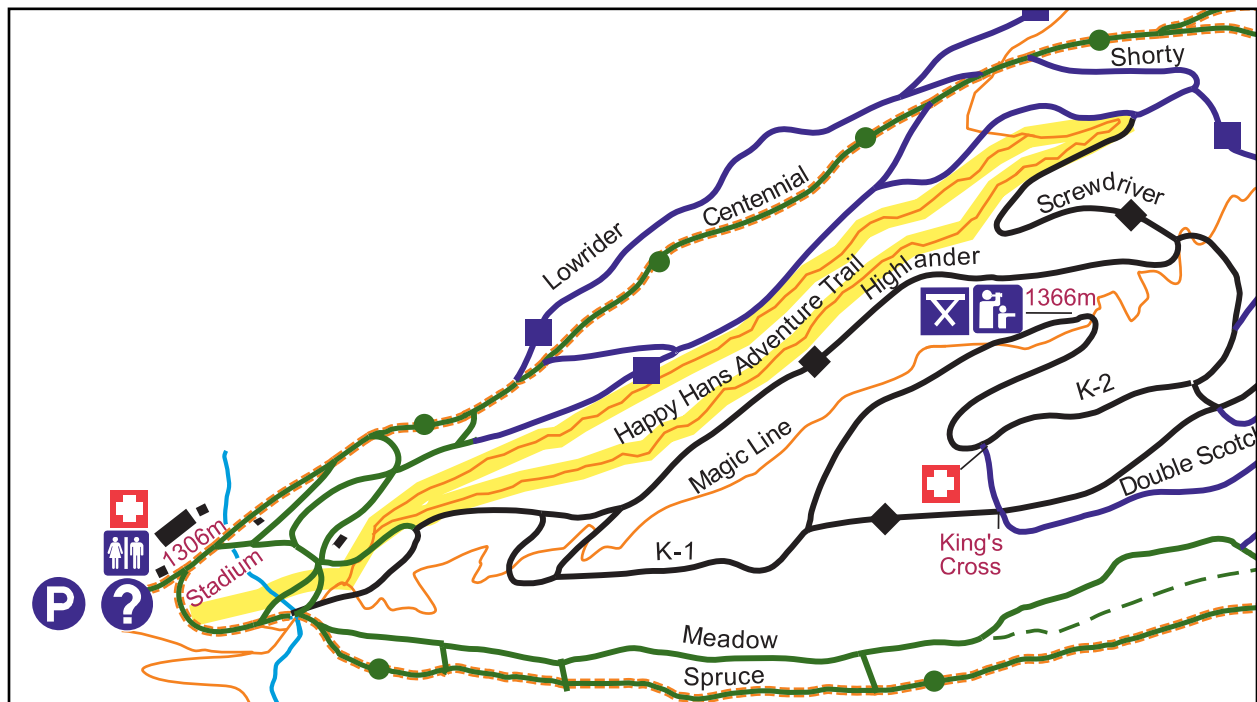 Shorty
Screwdriver
Centennial
Lowrider
Highlander
1366m
Happy Hans Adventure Trail
K-2
Magic Line
Double Scotch
K-1
King's
Cross
1306m
Stadium
P
?
Meadow
Spruce